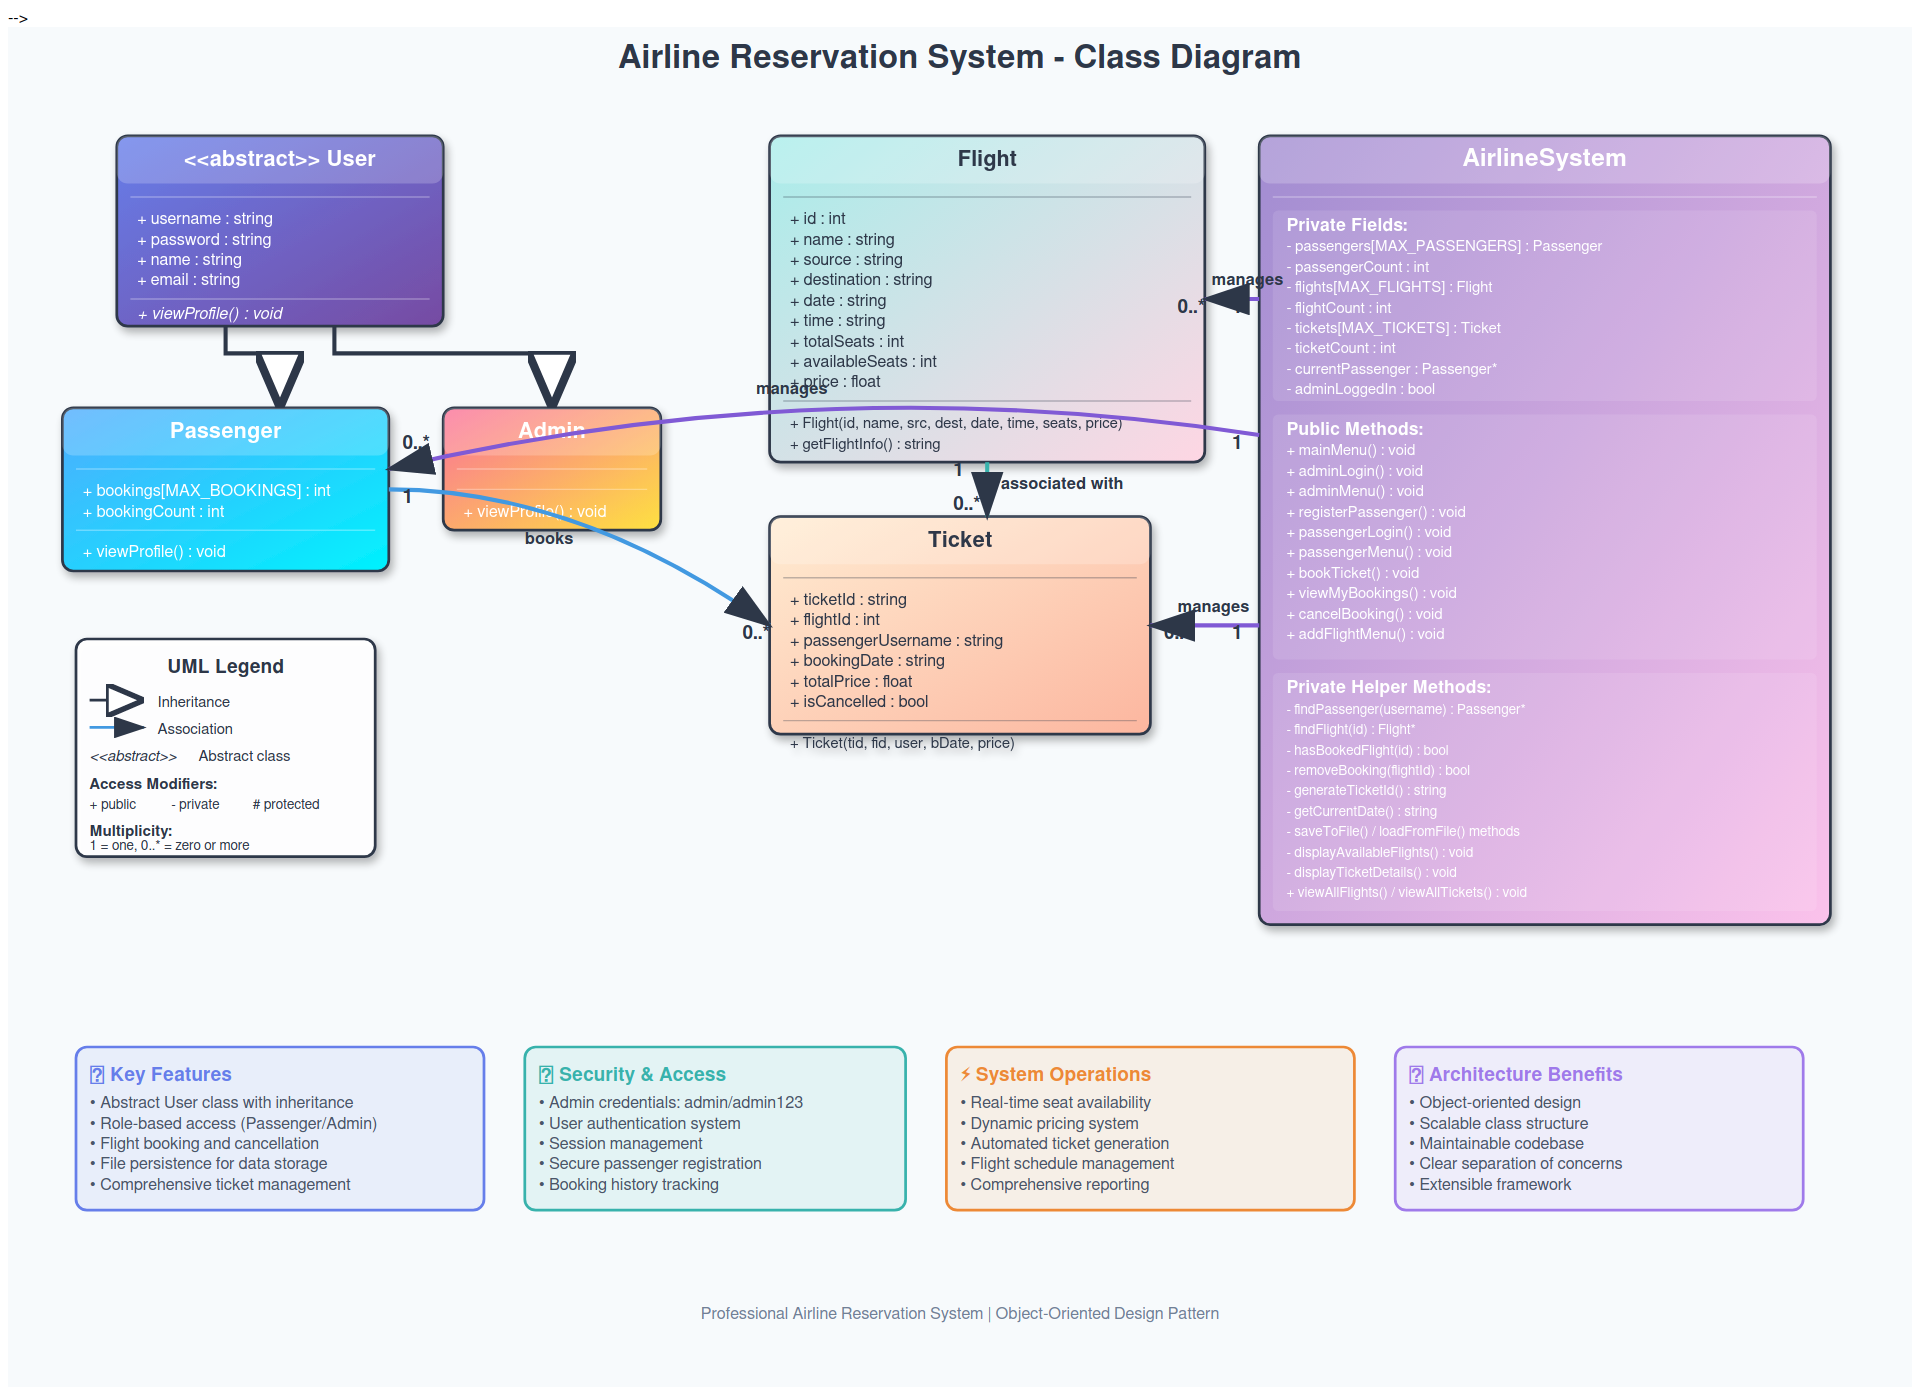 -->
Airline Reservation System - Class Diagram
<<abstract>> User
+ username : string
+ password : string
+ name : string
+ email : string
+ viewProfile() : void
Flight
+ id : int
+ name : string
+ source : string
+ destination : string
+ date : string
+ time : string
+ totalSeats : int
+ availableSeats : int
+ price : float
+ Flight(id, name, src, dest, date, time, seats, price)
+ getFlightInfo() : string
AirlineSystem
Private Fields:
- passengers[MAX_PASSENGERS] : Passenger
- passengerCount : int
- flights[MAX_FLIGHTS] : Flight
- flightCount : int
- tickets[MAX_TICKETS] : Ticket
- ticketCount : int
- currentPassenger : Passenger*
- adminLoggedIn : bool
Public Methods:
+ mainMenu() : void
+ adminLogin() : void
+ adminMenu() : void
+ registerPassenger() : void
+ passengerLogin() : void
+ passengerMenu() : void
+ bookTicket() : void
+ viewMyBookings() : void
+ cancelBooking() : void
+ addFlightMenu() : void
Private Helper Methods:
- findPassenger(username) : Passenger*
- findFlight(id) : Flight*
- hasBookedFlight(id) : bool
- removeBooking(flightId) : bool
- generateTicketId() : string
- getCurrentDate() : string
- saveToFile() / loadFromFile() methods
- displayAvailableFlights() : void
- displayTicketDetails() : void
+ viewAllFlights() / viewAllTickets() : void
manages
0..*
manages
0..*
1
Passenger
+ bookings[MAX_BOOKINGS] : int
+ bookingCount : int
+ viewProfile() : void
Admin
+ viewProfile() : void
1
books
0..*
1
associated with
0..*
Ticket
+ ticketId : string
+ flightId : int
+ passengerUsername : string
+ bookingDate : string
+ totalPrice : float
+ isCancelled : bool
+ Ticket(tid, fid, user, bDate, price)
manages
1
UML Legend
Inheritance
Association
<<abstract>> Abstract class
Access Modifiers:
+ public - private # protected
Multiplicity:
1 = one, 0..* = zero or more
Key Features
• Abstract User class with inheritance
• Role-based access (Passenger/Admin)
• Flight booking and cancellation
• File persistence for data storage
• Comprehensive ticket management
Security & Access
• Admin credentials: admin/admin123
• User authentication system
• Session management
• Secure passenger registration
• Booking history tracking
⚡ System Operations
• Real-time seat availability
• Dynamic pricing system
• Automated ticket generation
• Flight schedule management
• Comprehensive reporting
Architecture Benefits
• Object-oriented design
• Scalable class structure
• Maintainable codebase
• Clear separation of concerns
• Extensible framework
Professional Airline Reservation System | Object-Oriented Design Pattern